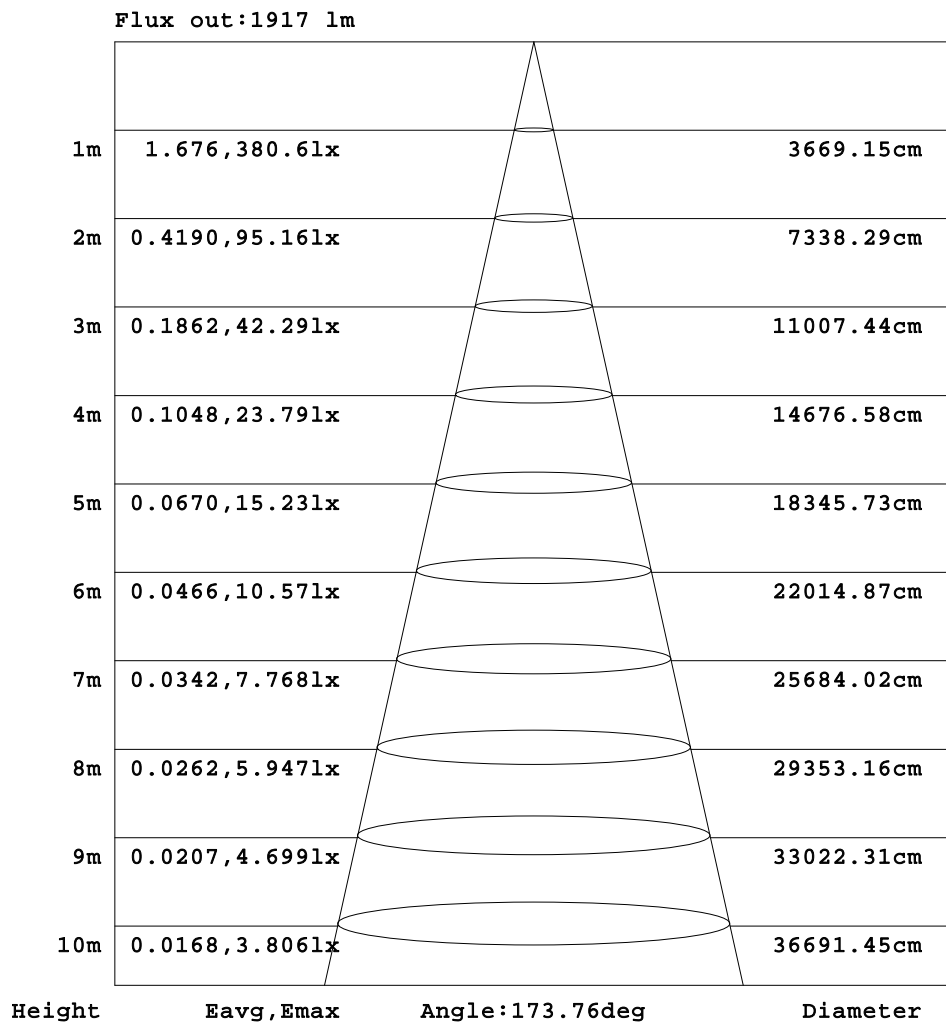 Flux out:1917 lm
1m 1.676,380.6lx 3669.15cm
2m 0.4190,95.16lx 7338.29cm
3m 0.1862,42.29lx 11007.44cm
4m 0.1048,23.79lx 14676.58cm
5m 0.0670,15.23lx 18345.73cm
6m 0.0466,10.57lx 22014.87cm
7m 0.0342,7.768lx 25684.02cm
8m 0.0262,5.947lx 29353.16cm
9m 0.0207,4.699lx 33022.31cm
10m 0.0168,3.806lx 36691.45cm
Height Eavg,Emax Angle:173.76deg Diameter